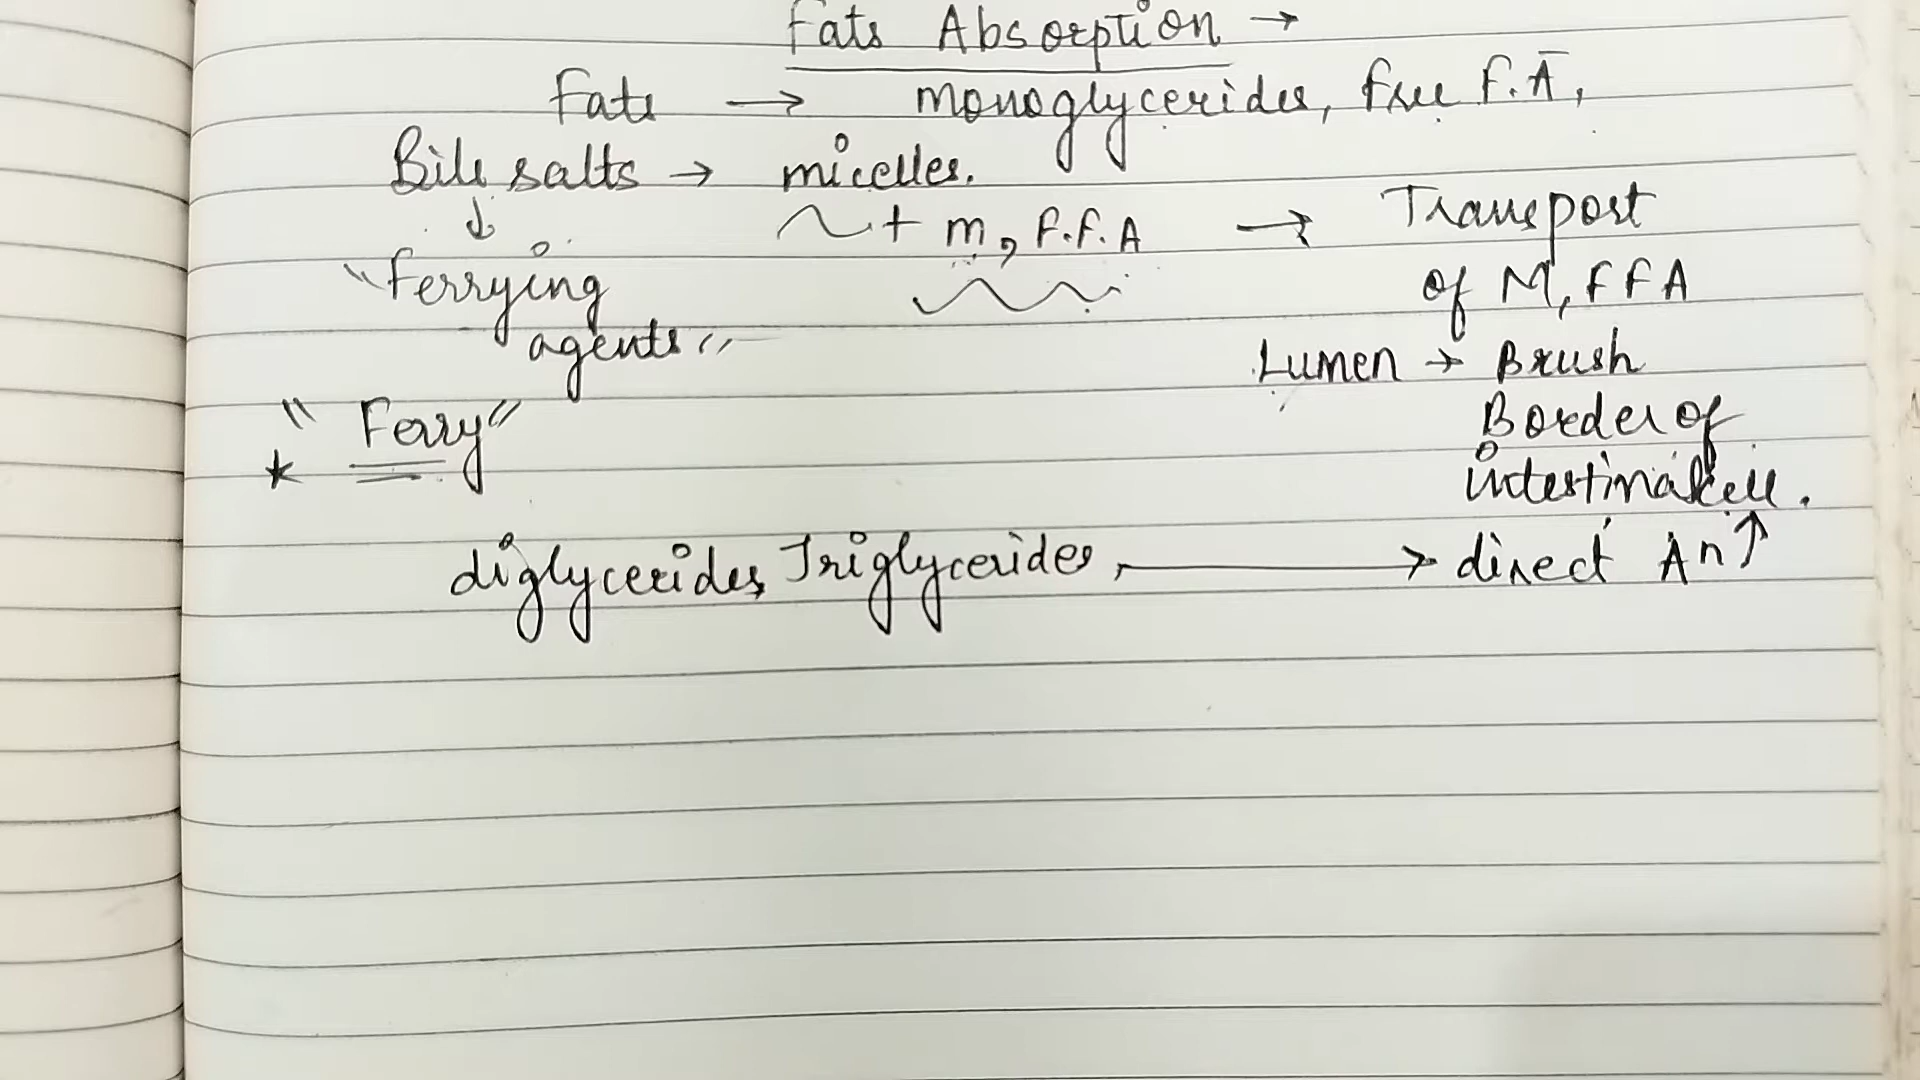 Fats Absorption →
Fats → monoglycerides, free F.A,
Bile salts → micelles.
+ m, F.F.A → Transport
of M, FFA
↓
"Ferrying
agents"
Lumen → Brush
Border of
intestinal cell.
" Ferry"
*
diglycerides, Triglycerides, → direct An↑